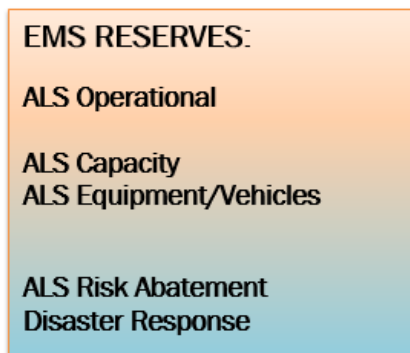 EMS RESERVES:
ALS Operational
ALS Capacity
ALS Equipment/Vehicles
ALS Risk Abatement
Disaster Response